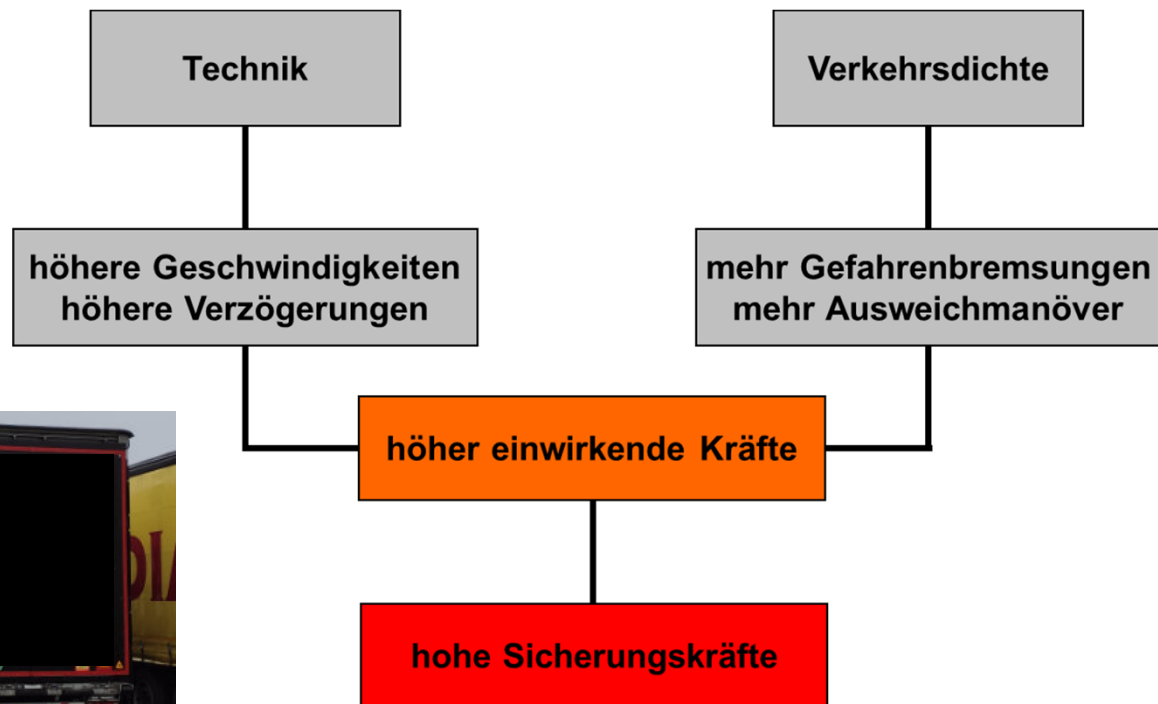 Technik
Verkehrsdichte
höhere Geschwindigkeiten
höhere Verzögerungen
mehr Gefahrenbremsungen
mehr Ausweichmanöver
höher einwirkende Kräfte
hohe Sicherungskräfte